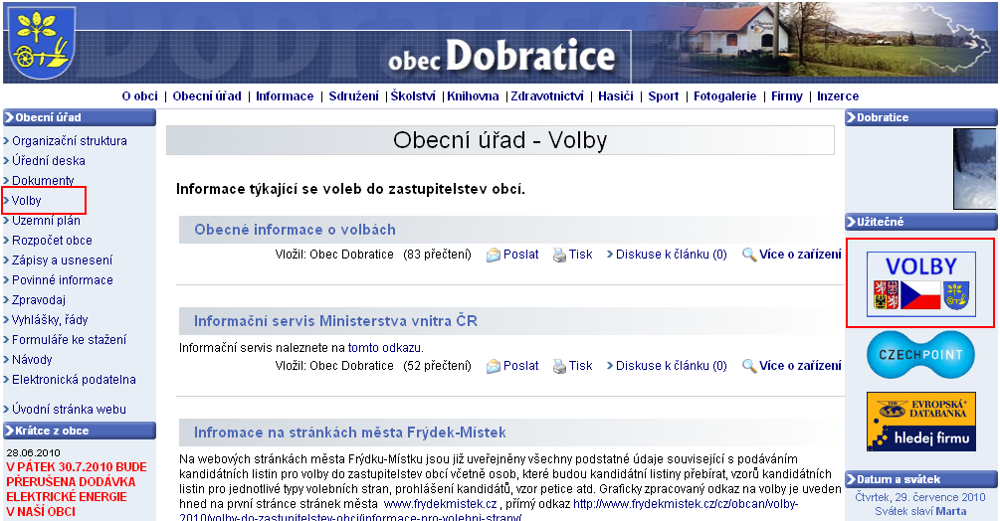 obec Dobratice
O obci | Obecní úřad | Informace | Sdružení | Školství | Knihovna | Zdravotnictví | Hasiči | Sport | Fotogalerie | Firmy | Inzerce
Obecní úřad
Organizační struktura
Úřední deska
Dokumenty
Volby
Územní plán
Rozpočet obce
Zápisy a usnesení
Povinné informace
Zpravodaj
Vyhlášky, řády
Formuláře ke stažení
Návody
Elektronická podatelna
Úvodní stránka webu
Krátce z obce
28.06.2010
V PÁTEK 30.7.2010 BUDE
PŘERUŠENA DODÁVKA
ELEKTRICKÉ ENERGIE
V NAŠÍ OBCI
Obecní úřad - Volby
Informace týkající se voleb do zastupitelstev obcí.
Obecné informace o volbách
Vložil: Obec Dobratice (83 přečtení) Poslat Tisk Diskuse k článku (0) Více o zařízení
Informační servis Ministerstva vnitra ČR
Informační servis naleznete na tomto odkazu.
Vložil: Obec Dobratice (52 přečtení) Poslat Tisk Diskuse k článku (0) Více o zařízení
Infromace na stránkách města Frýdek-Místek
Na webových stránkách města Frýdku-Místku jsou již uveřejněny všechny podstatné údaje související s podáváním
kandidátních listin pro volby do zastupitelstev obcí včetně osob, které budou kandidátní listiny přebírat, vzorů kandidátních
listin pro jednotlivé typy volebních stran, prohlášení kandidátů, vzor petice atd. Graficky zpracovaný odkaz na volby je uveden
hned na první stránce stránek města www.frydekmistek.cz , přímý odkaz http://www.frydekmistek.cz/cz/obcan/volby-
2010/volby-do-zastupitelstev-obci/informace-pro-volebni-strany/
Dobratice
Užitečné
VOLBY
CZECHPOINT
EDB EVROPSKÁ
DATABANKA
hledej firmu
Datum a svátek
Čtvrtek, 29. července 2010
Svátek slaví Marta